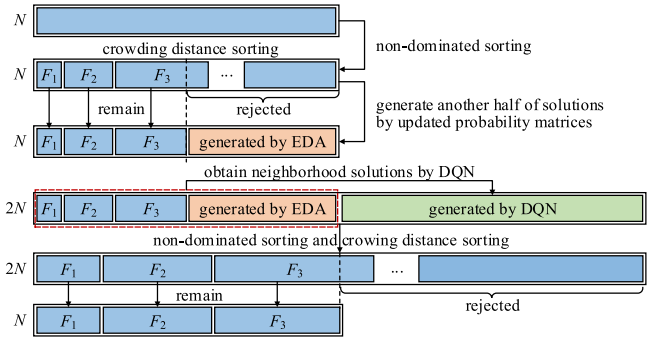 N
non-dominated sorting
crowding distance sorting
N F1 F2 F3 ...
remain
rejected
generate another half of solutions
by updated probability matrices
N F1 F2 F3 generated by EDA
obtain neighborhood solutions by DQN
2N F1 F2 F3 generated by EDA generated by DQN
non-dominated sorting and crowing distance sorting
2N F1 F2 F3 ...
remain
rejected
N F1 F2 F3